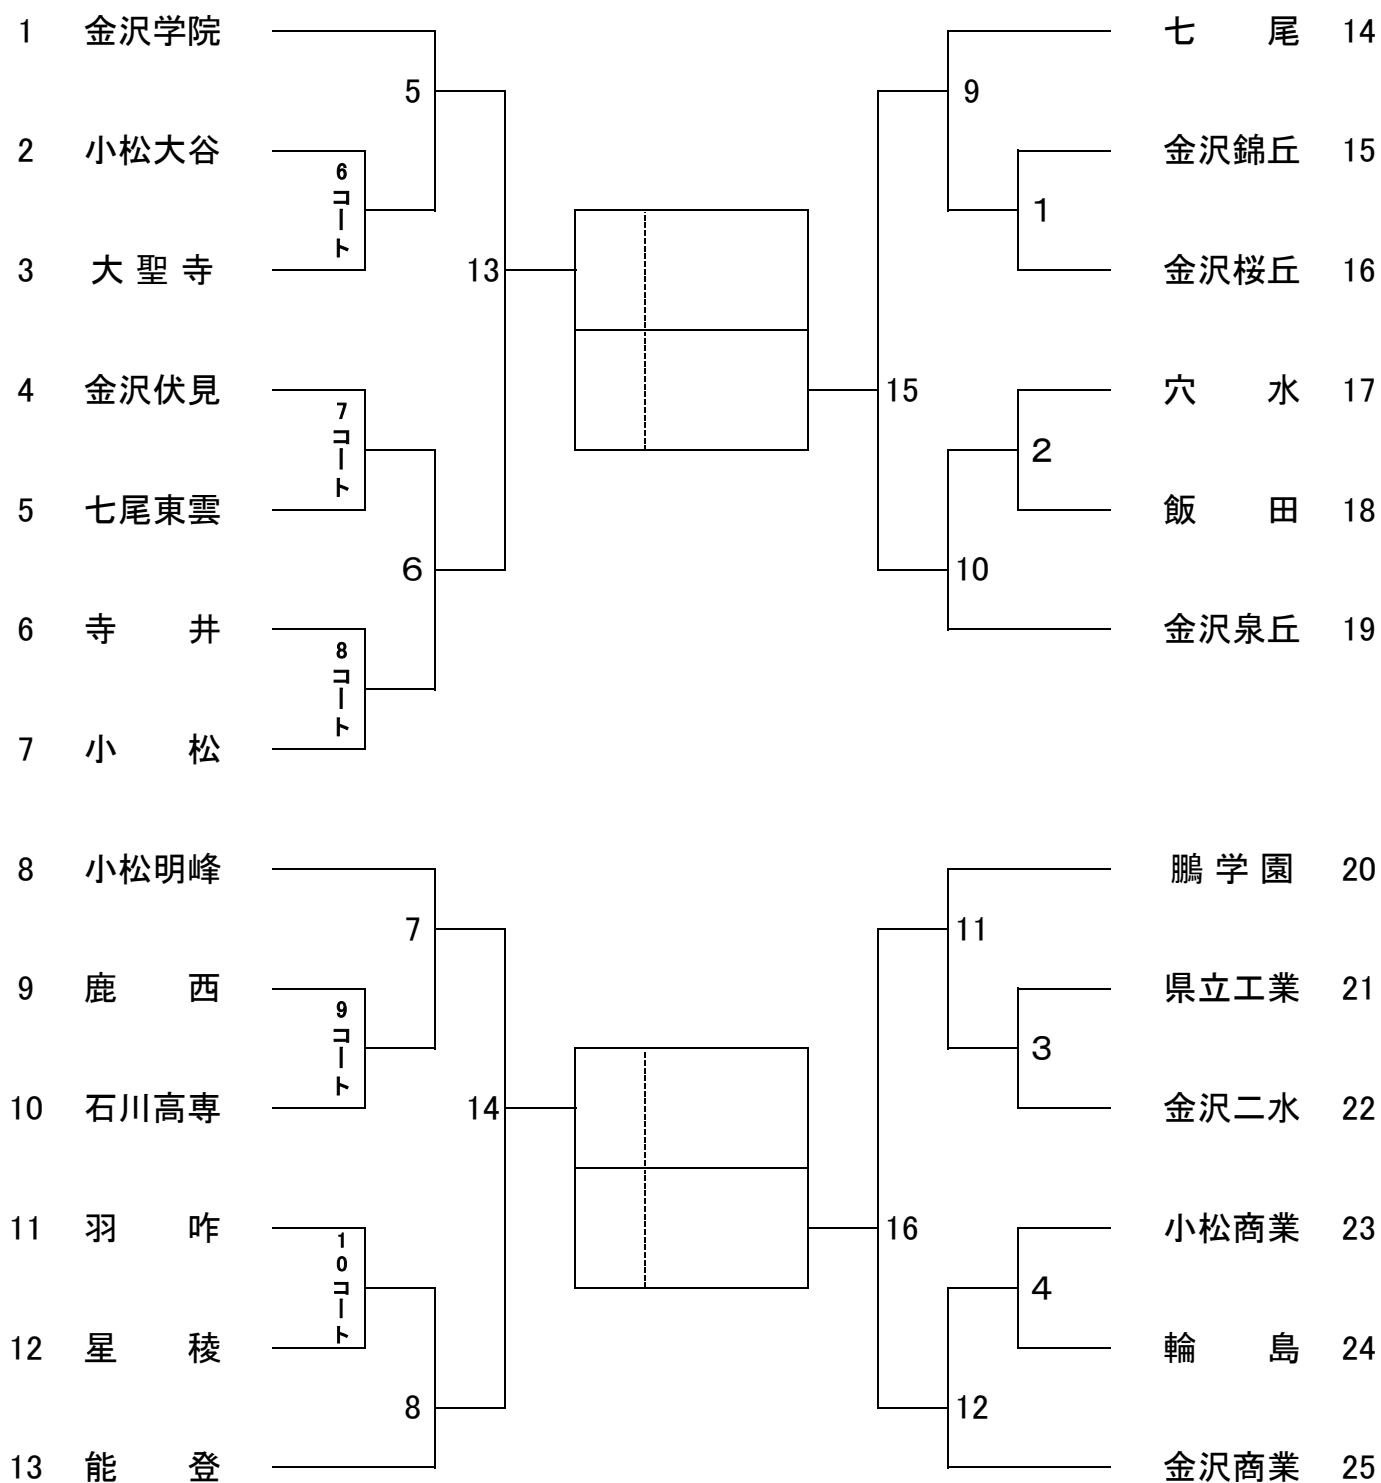 1 金沢学院
2 小松大谷
3 大聖寺
4 金沢伏見
5 七尾東雲
6 寺井
7 小松
8 小松明峰
9 鹿西
10 石川高専
11 羽咋
12 星稜
13 能登
6コート
7コート
8コート
9コート
10コート
5
6
7
8
13
14
15
16
9
10
11
12
1
2
3
4
七尾 14
金沢錦丘 15
金沢桜丘 16
穴水 17
飯田 18
金沢泉丘 19
鵬学園 20
県立工業 21
金沢二水 22
小松商業 23
輪島 24
金沢商業 25